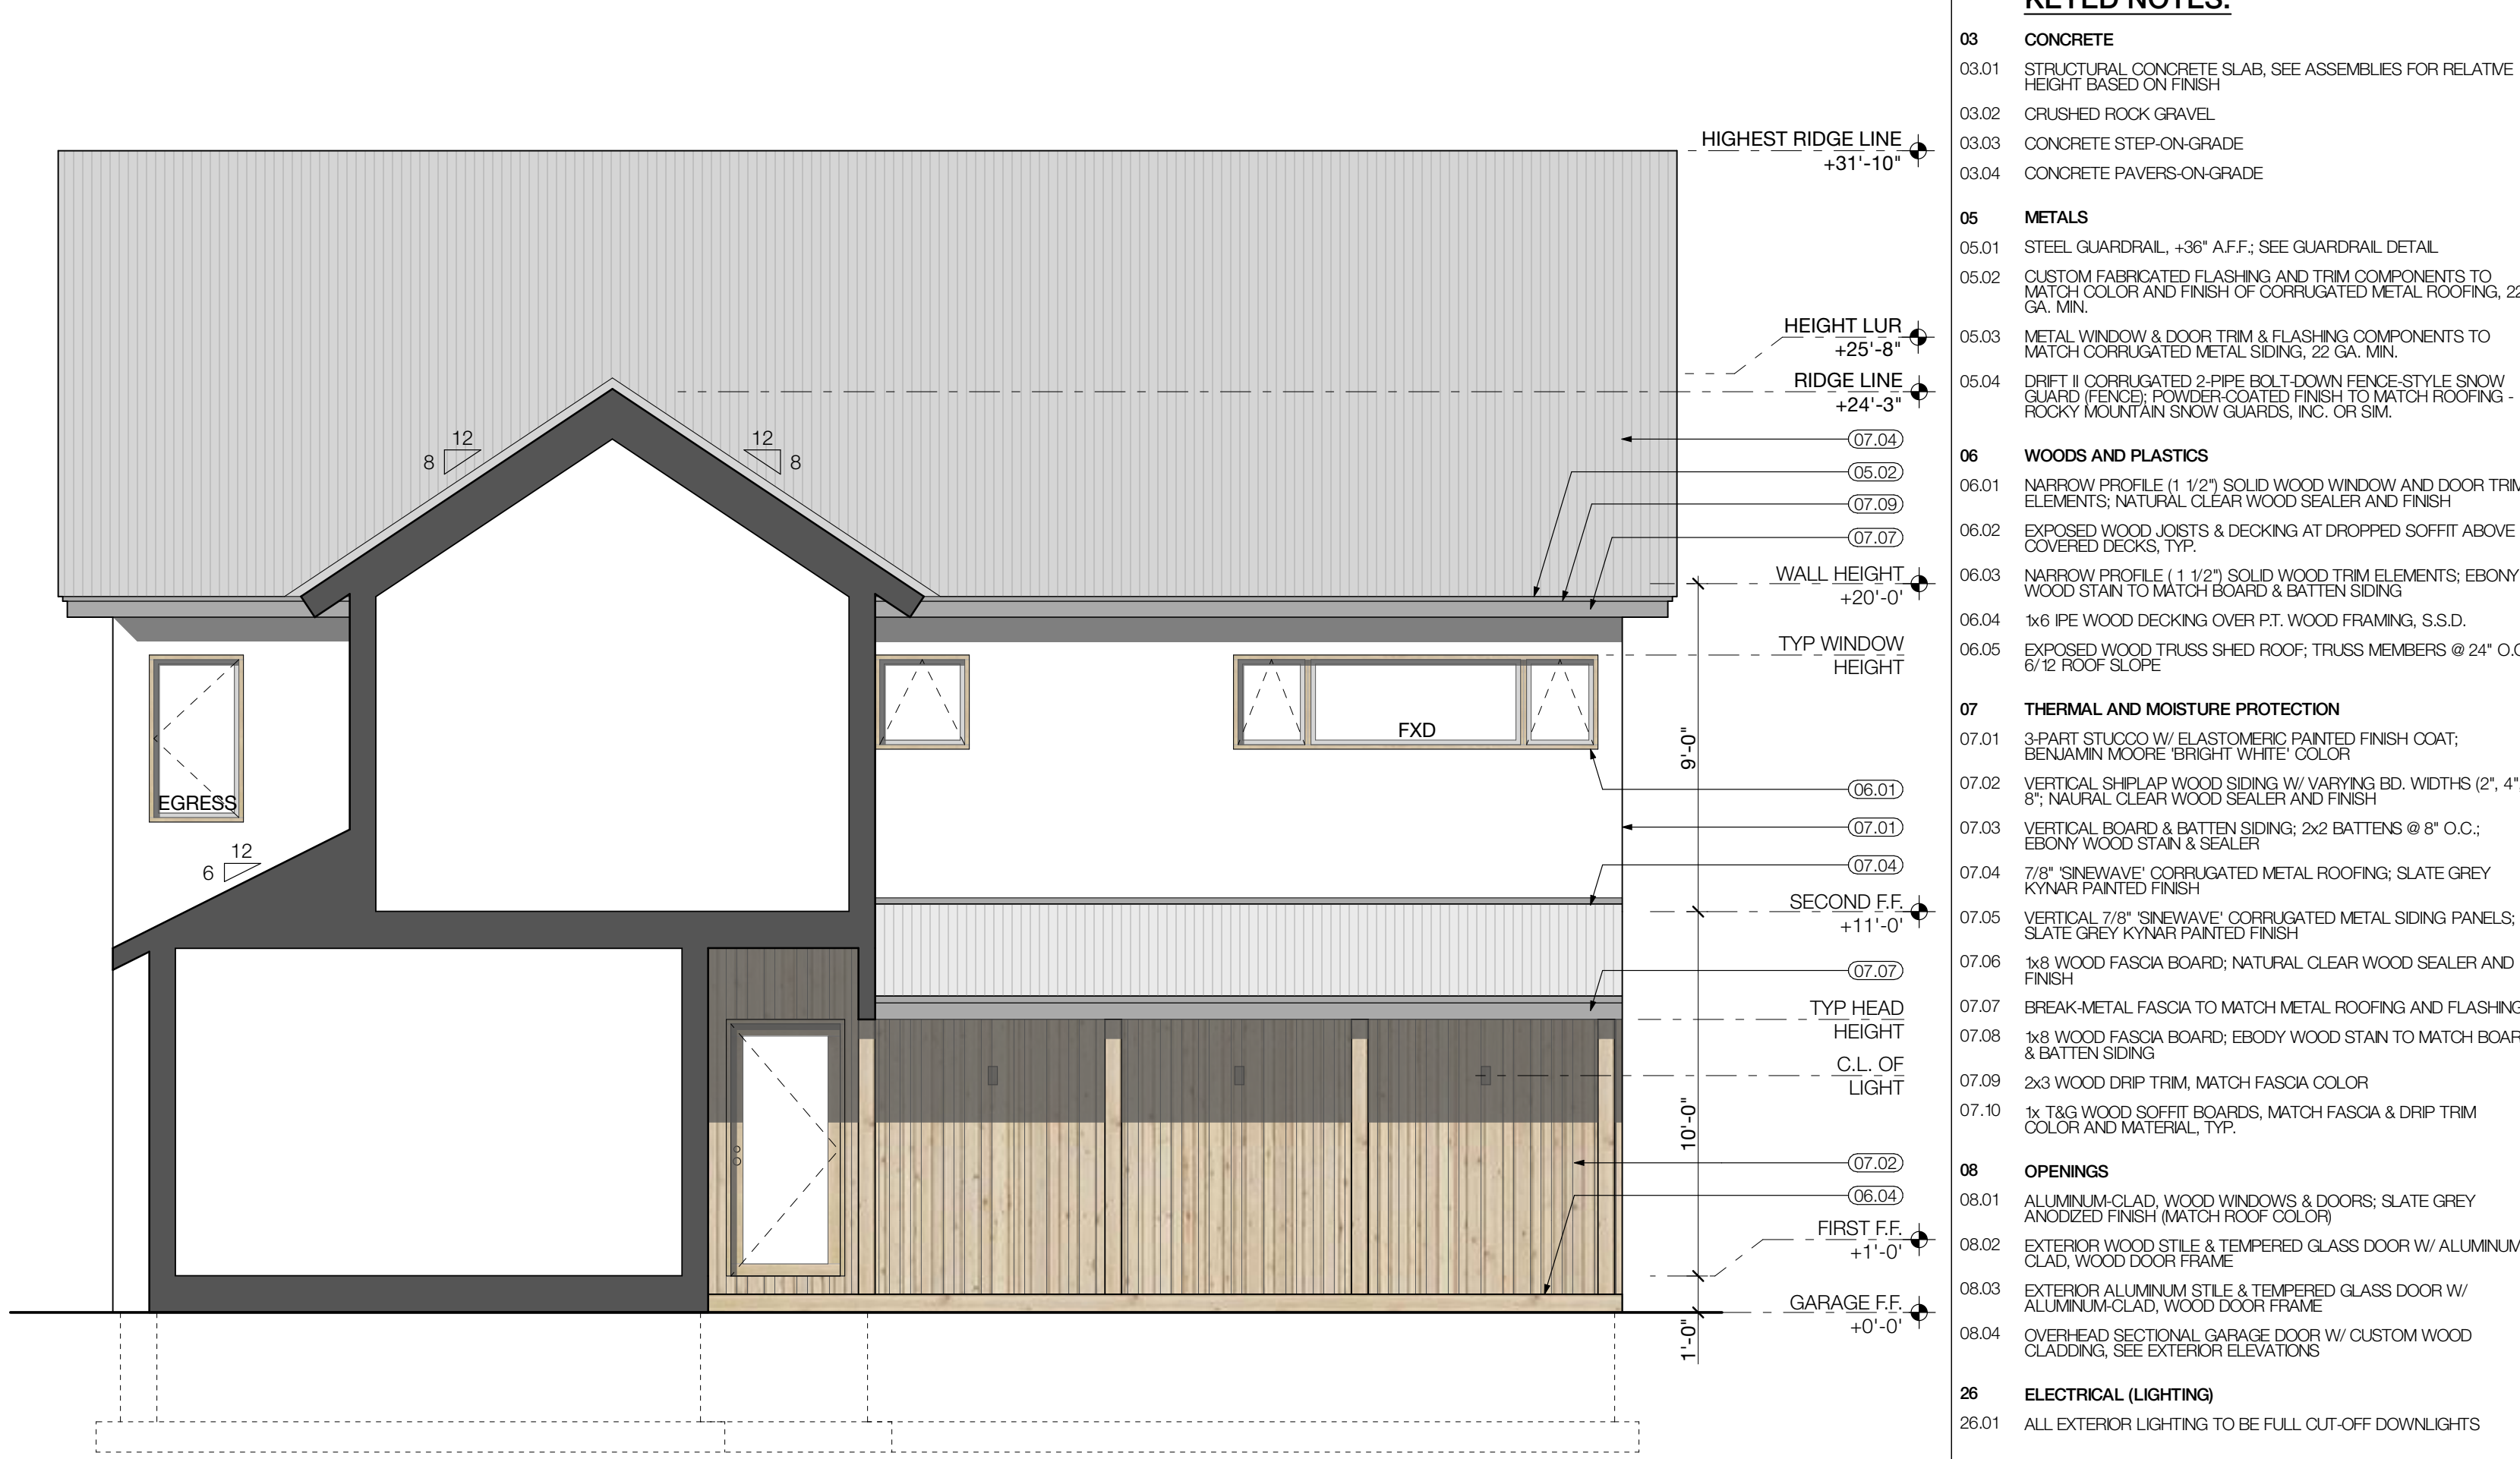 HIGHEST RIDGE LINE
+31'-10"
HEIGHT LUR
+25'-8"
RIDGE LINE
+24'-3"
12
8
12
8
07.04
05.02
07.09
07.07
WALL HEIGHT
+20'-0'
TYP WINDOW
HEIGHT
FXD
9'-0"
EGRESS
06.01
07.01
12
6
07.04
SECOND F.F.
+11'-0'
07.07
TYP HEAD
HEIGHT
C.L. OF
LIGHT
10'-0"
07.02
06.04
FIRST F.F.
+1'-0'
GARAGE F.F.
+0'-0'
1'-0"
KEYED NOTES:
03 CONCRETE
03.01 STRUCTURAL CONCRETE SLAB, SEE ASSEMBLIES FOR RELATIVE
HEIGHT BASED ON FINISH
03.02 CRUSHED ROCK GRAVEL
03.03 CONCRETE STEP-ON-GRADE
03.04 CONCRETE PAVERS-ON-GRADE
05 METALS
05.01 STEEL GUARDRAIL, +36" A.F.F.; SEE GUARDRAIL DETAIL
05.02 CUSTOM FABRICATED FLASHING AND TRIM COMPONENTS TO
MATCH COLOR AND FINISH OF CORRUGATED METAL ROOFING, 22
GA. MIN.
05.03 METAL WINDOW & DOOR TRIM & FLASHING COMPONENTS TO
MATCH CORRUGATED METAL SIDING, 22 GA. MIN.
05.04 DRIFT II CORRUGATED 2-PIPE BOLT-DOWN FENCE-STYLE SNOW
GUARD (FENCE); POWDER-COATED FINISH TO MATCH ROOFING -
ROCKY MOUNTAIN SNOW GUARDS, INC. OR SIM.
06 WOODS AND PLASTICS
06.01 NARROW PROFILE (1 1/2") SOLID WOOD WINDOW AND DOOR TRIM
ELEMENTS; NATURAL CLEAR WOOD SEALER AND FINISH
06.02 EXPOSED WOOD JOISTS & DECKING AT DROPPED SOFFIT ABOVE
COVERED DECKS, TYP.
06.03 NARROW PROFILE ( 1 1/2") SOLID WOOD TRIM ELEMENTS; EBONY
WOOD STAIN TO MATCH BOARD & BATTEN SIDING
06.04 1x6 IPE WOOD DECKING OVER P.T. WOOD FRAMING, S.S.D.
06.05 EXPOSED WOOD TRUSS SHED ROOF; TRUSS MEMBERS @ 24" O.C.
6/12 ROOF SLOPE
07 THERMAL AND MOISTURE PROTECTION
07.01 3-PART STUCCO W/ ELASTOMERIC PAINTED FINISH COAT;
BENJAMIN MOORE 'BRIGHT WHITE' COLOR
07.02 VERTICAL SHIPLAP WOOD SIDING W/ VARYING BD. WIDTHS (2", 4",
8"; NAURAL CLEAR WOOD SEALER AND FINISH
07.03 VERTICAL BOARD & BATTEN SIDING; 2x2 BATTENS @ 8" O.C.;
EBONY WOOD STAIN & SEALER
07.04 7/8" 'SINEWAVE' CORRUGATED METAL ROOFING; SLATE GREY
KYNAR PAINTED FINISH
07.05 VERTICAL 7/8" 'SINEWAVE' CORRUGATED METAL SIDING PANELS;
SLATE GREY KYNAR PAINTED FINISH
07.06 1x8 WOOD FASCIA BOARD; NATURAL CLEAR WOOD SEALER AND
FINISH
07.07 BREAK-METAL FASCIA TO MATCH METAL ROOFING AND FLASHING
07.08 1x8 WOOD FASCIA BOARD; EBODY WOOD STAIN TO MATCH BOARD
& BATTEN SIDING
07.09 2x3 WOOD DRIP TRIM, MATCH FASCIA COLOR
07.10 1x T&G WOOD SOFFIT BOARDS, MATCH FASCIA & DRIP TRIM
COLOR AND MATERIAL, TYP.
08 OPENINGS
08.01 ALUMINUM-CLAD, WOOD WINDOWS & DOORS; SLATE GREY
ANODIZED FINISH (MATCH ROOF COLOR)
08.02 EXTERIOR WOOD STILE & TEMPERED GLASS DOOR W/ ALUMINUM
CLAD, WOOD DOOR FRAME
08.03 EXTERIOR ALUMINUM STILE & TEMPERED GLASS DOOR W/
ALUMINUM-CLAD, WOOD DOOR FRAME
08.04 OVERHEAD SECTIONAL GARAGE DOOR W/ CUSTOM WOOD
CLADDING, SEE EXTERIOR ELEVATIONS
26 ELECTRICAL (LIGHTING)
26.01 ALL EXTERIOR LIGHTING TO BE FULL CUT-OFF DOWNLIGHTS